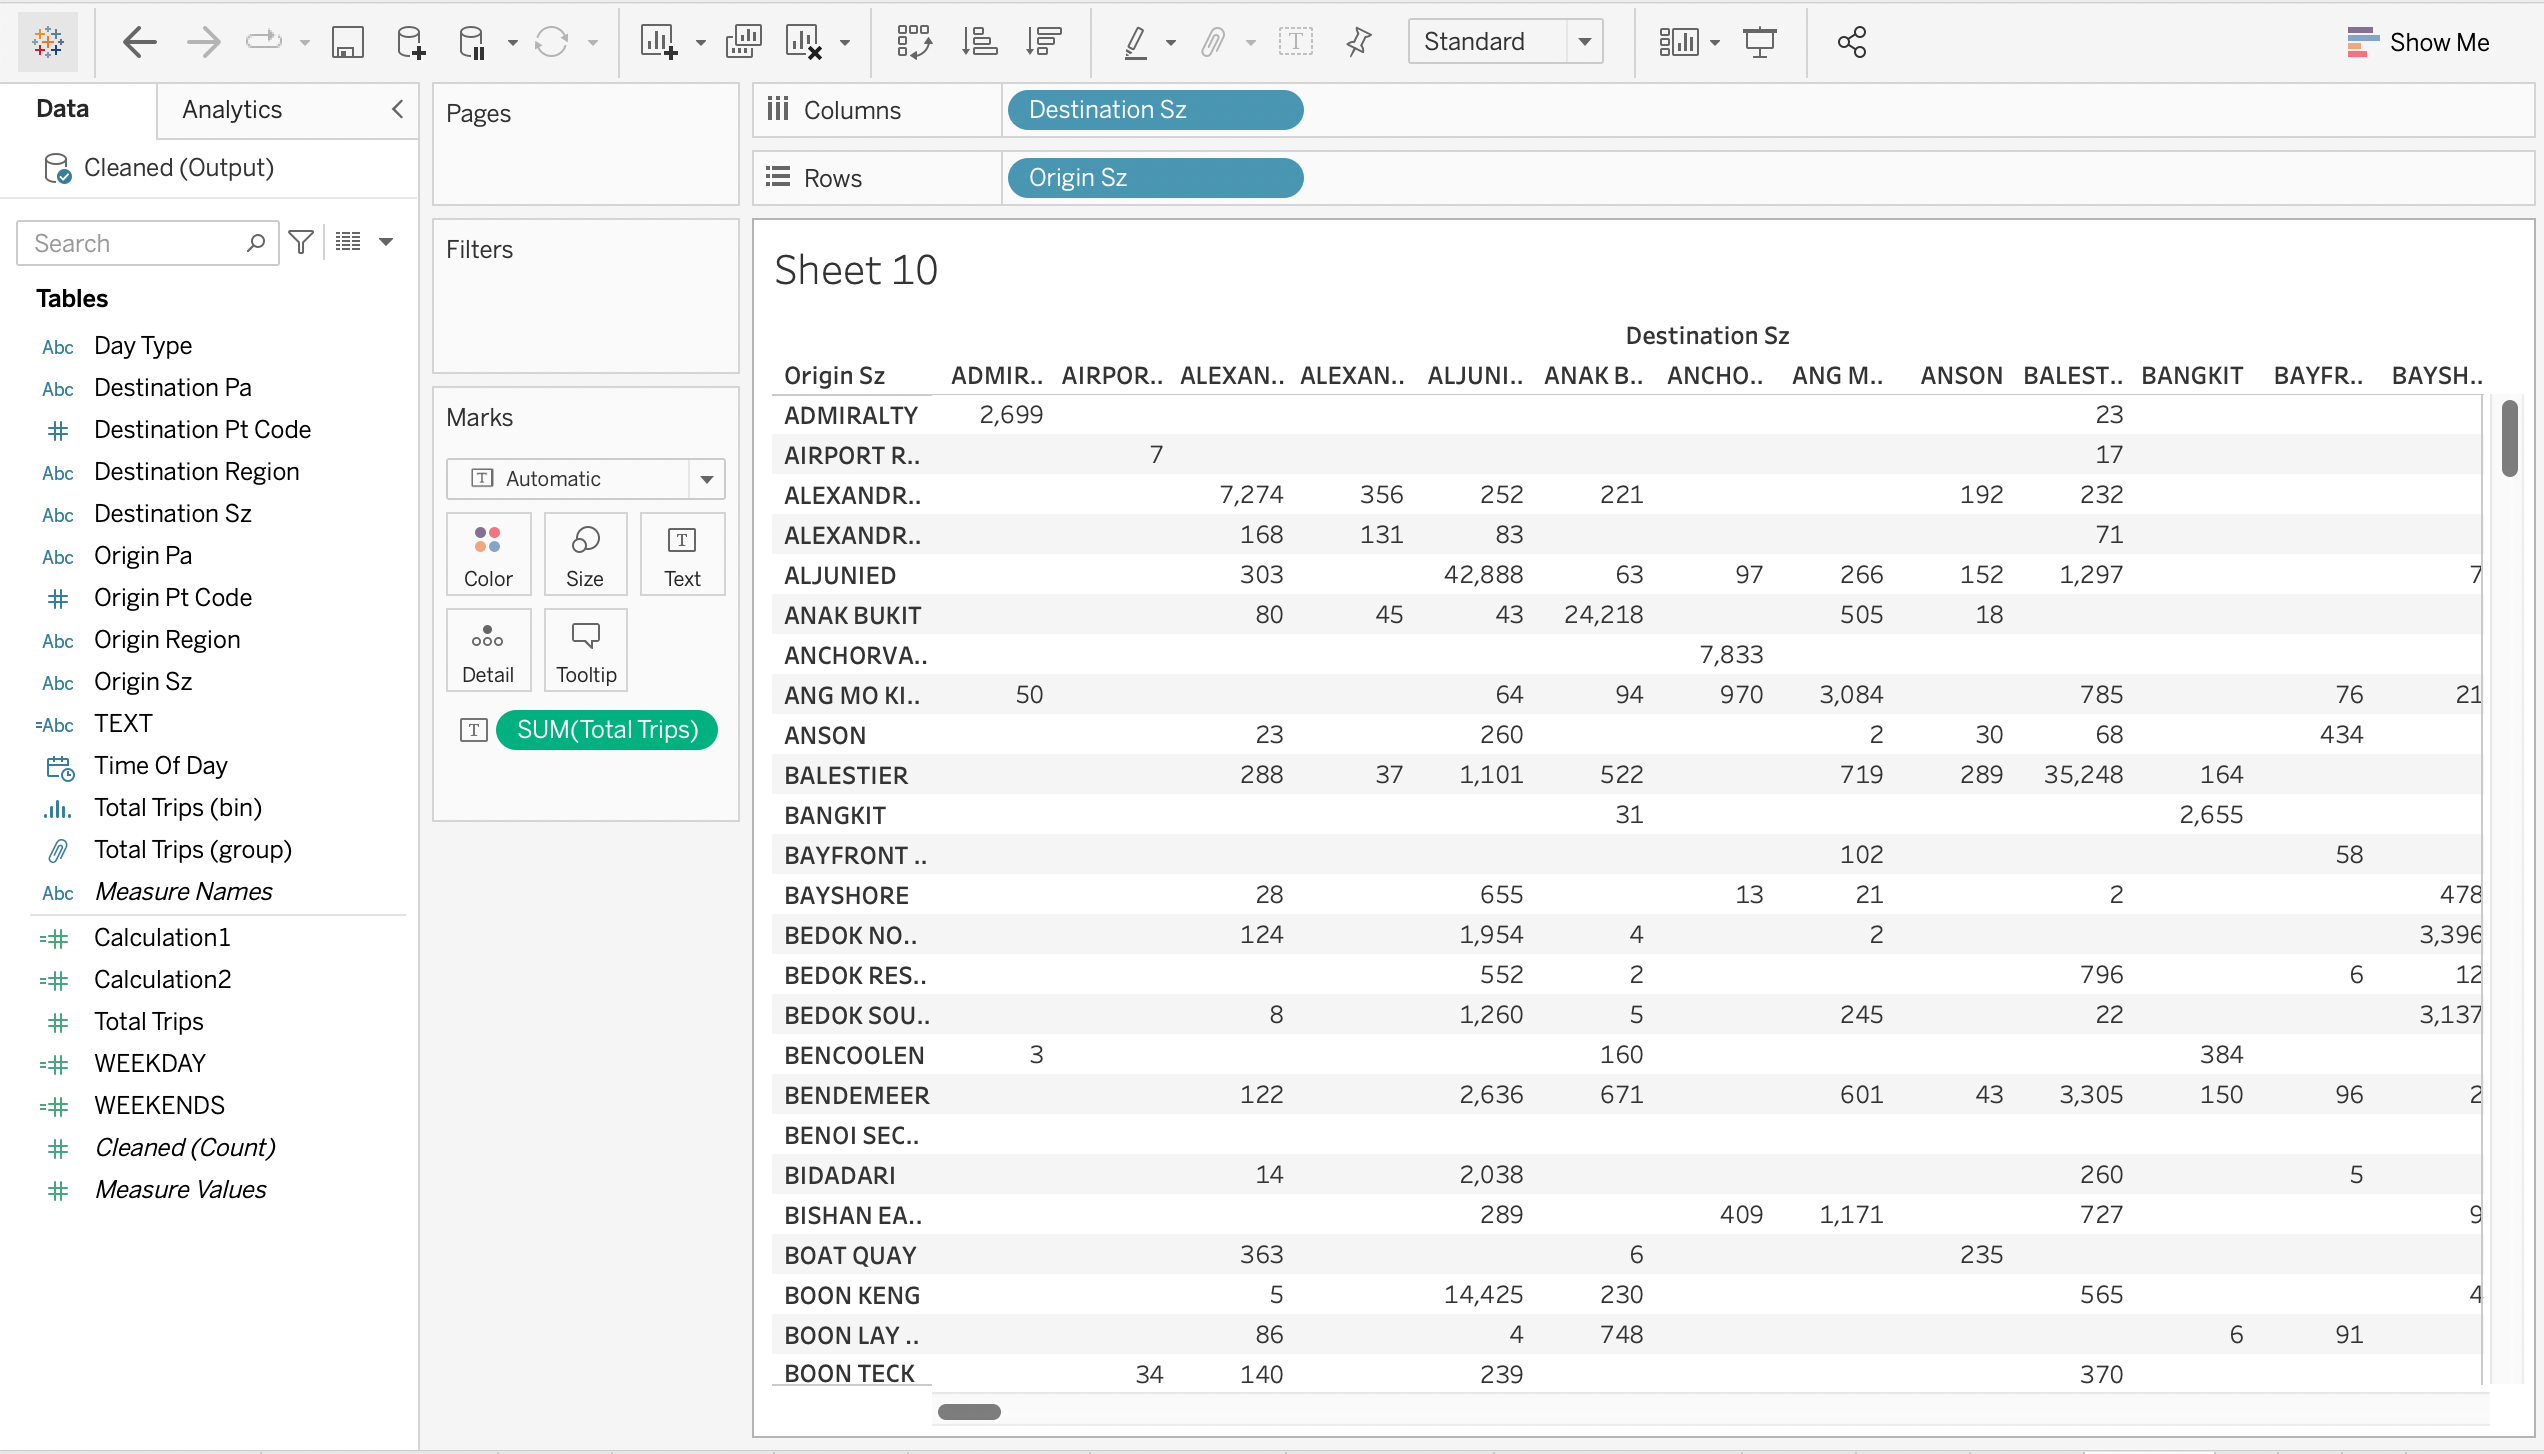 Standard
Show Me
Data
Analytics
Cleaned (Output)
Search
Tables
Abc Day Type
Abc Destination Pa
# Destination Pt Code
Abc Destination Region
Abc Destination Sz
Abc Origin Pa
# Origin Pt Code
Abc Origin Region
Abc Origin Sz
=Abc TEXT
Time Of Day
Total Trips (bin)
Total Trips (group)
Abc Measure Names
=# Calculation1
=# Calculation2
# Total Trips
=# WEEKDAY
=# WEEKENDS
# Cleaned (Count)
# Measure Values
Pages
Filters
Marks
T Automatic
Color Size T Text
Detail Tooltip
T SUM(Total Trips)
Columns Destination Sz
Rows Origin Sz
Sheet 10
Destination Sz
Origin Sz ADMIR.. AIRPOR.. ALEXAN.. ALEXAN.. ALJUNI.. ANAK B.. ANCHO.. ANG M.. ANSON BALEST.. BANGKIT BAYFR.. BAYSH..
ADMIRALTY 2,699 23
AIRPORT R.. 7 17
ALEXANDR.. 7,274 356 252 221 192 232
ALEXANDR.. 168 131 83 71
ALJUNIED 303 42,888 63 97 266 152 1,297 7
ANAK BUKIT 80 45 43 24,218 505 18
ANCHORVA.. 7,833
ANG MO KI.. 50 64 94 970 3,084 785 76 21
ANSON 23 260 2 30 68 434
BALESTIER 288 37 1,101 522 719 289 35,248 164
BANGKIT 31 2,655
BAYFRONT .. 102 58
BAYSHORE 28 655 13 21 2 478
BEDOK NO.. 124 1,954 4 2 3,396
BEDOK RES.. 552 2 796 6 12
BEDOK SOU.. 8 1,260 5 245 22 3,137
BENCOOLEN 3 160 384
BENDEMEER 122 2,636 671 601 43 3,305 150 96 2
BENOI SEC..
BIDADARI 14 2,038 260 5
BISHAN EA.. 289 409 1,171 727 9
BOAT QUAY 363 6 235
BOON KENG 5 14,425 230 565 4
BOON LAY .. 86 4 748 6 91
BOON TECK 34 140 239 370